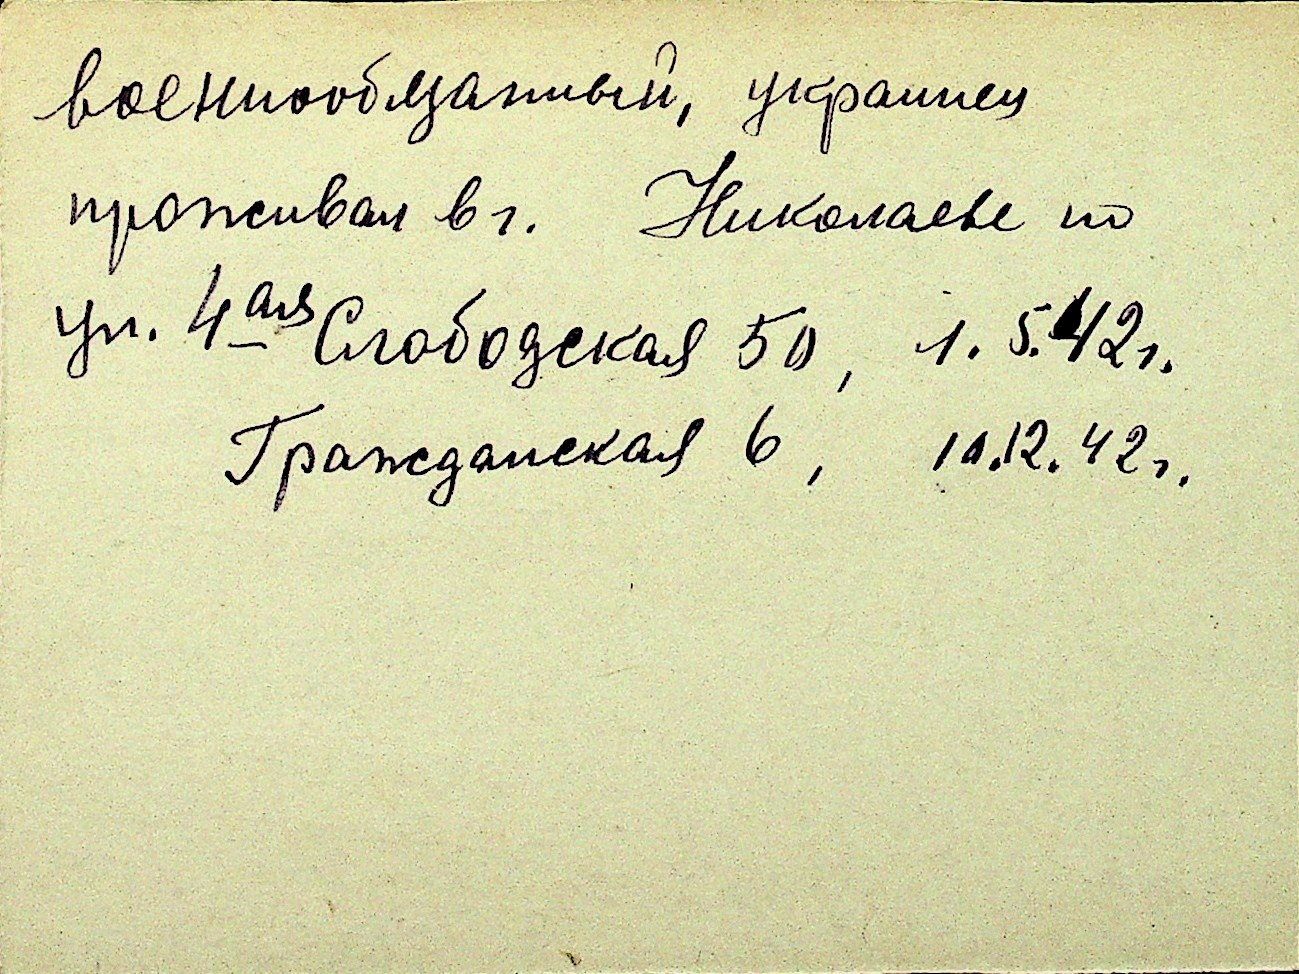 военнообязанный, украинец
проживал в г. Николаеве по
ул. 4ая Слободская 50, 1. 5. 42 г.
Гражданская 6, 10.12.42 г.